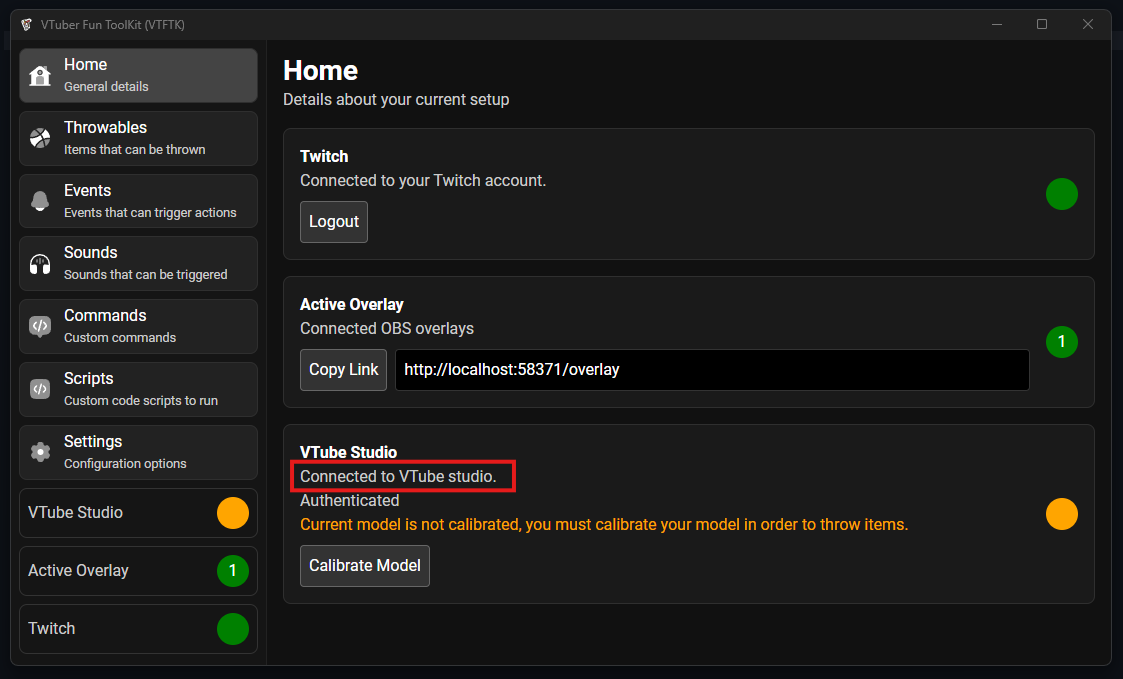 VTuber Fun ToolKit (VTFTK)
Home
General details
Throwables
Items that can be thrown
Events
Events that can trigger actions
Sounds
Sounds that can be triggered
Commands
Custom commands
Scripts
Custom code scripts to run
Settings
Configuration options
VTube Studio
Active Overlay
1
Twitch
Home
Details about your current setup
Twitch
Connected to your Twitch account.
Logout
Active Overlay
Connected OBS overlays
Copy Link
http://localhost:58371/overlay
1
VTube Studio
Connected to VTube studio.
Authenticated
Current model is not calibrated, you must calibrate your model in order to throw items.
Calibrate Model